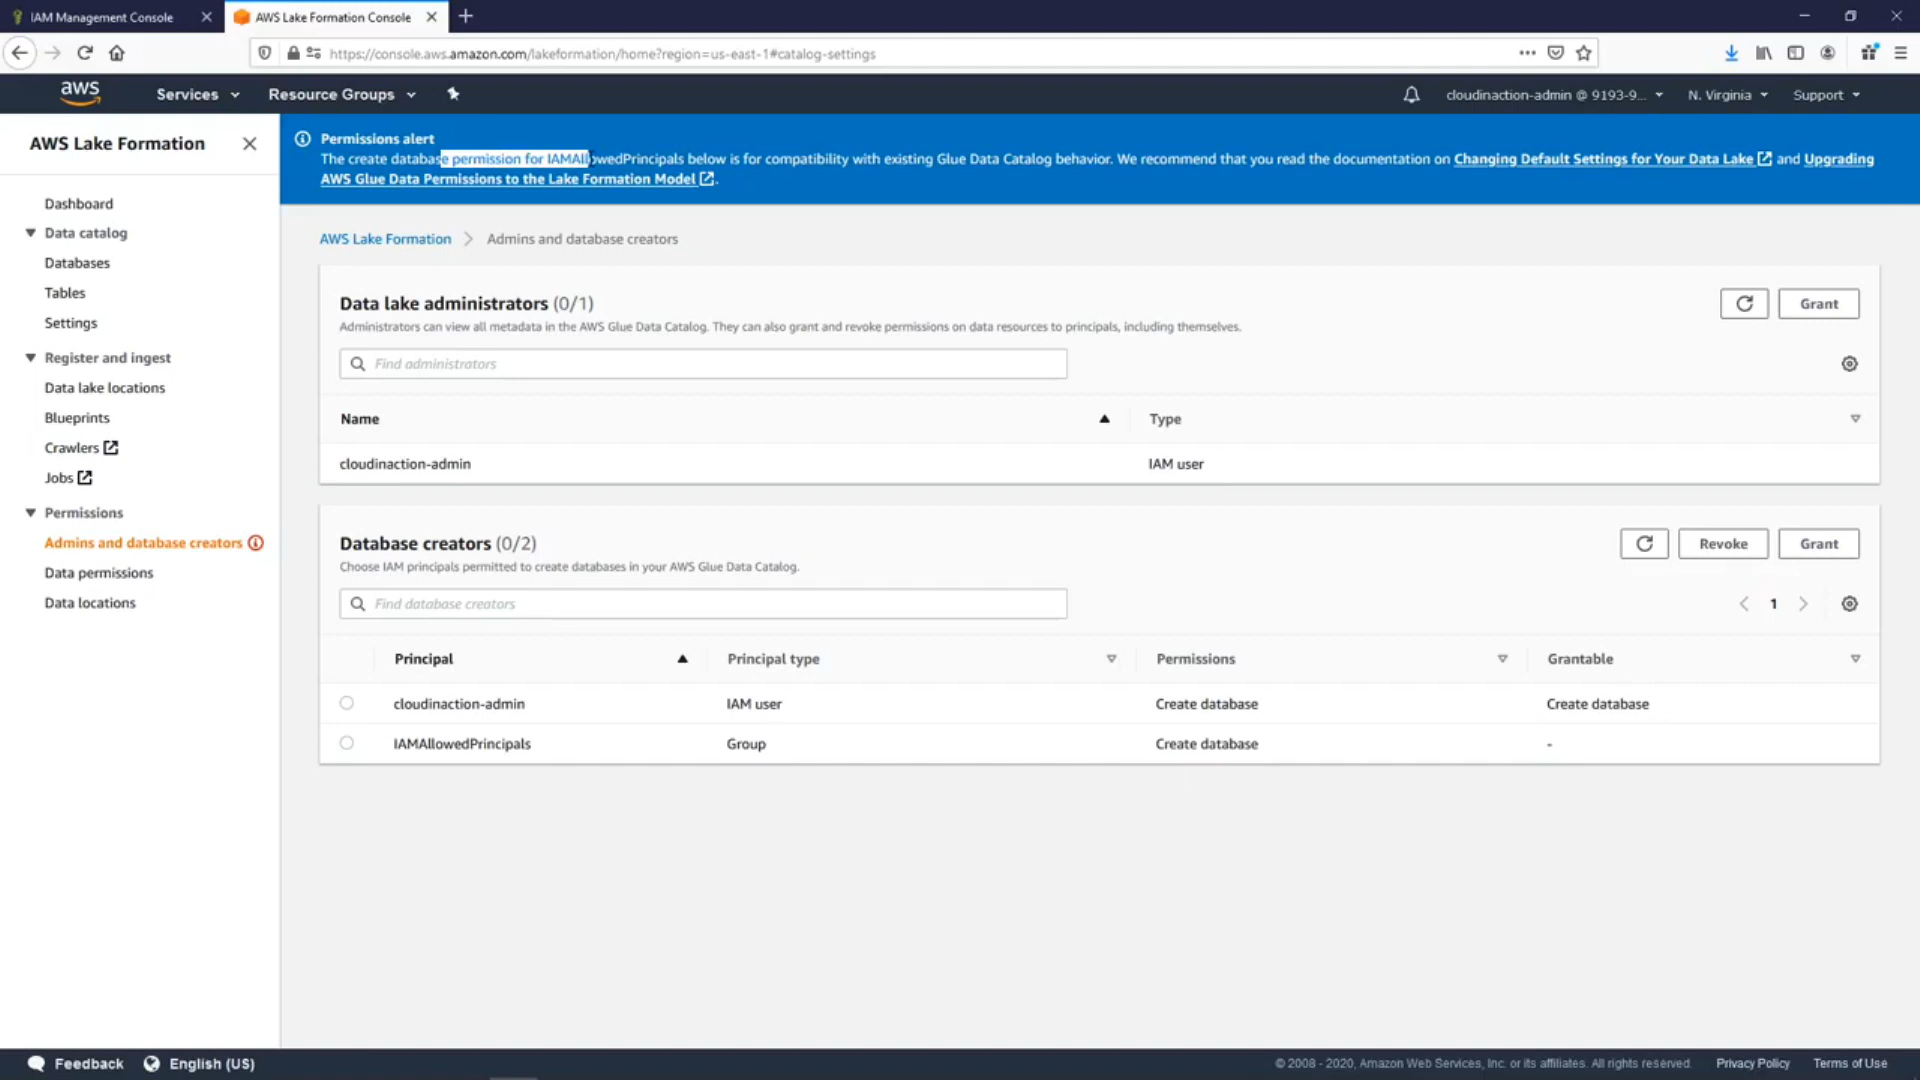 IAM Management Console
AWS Lake Formation Console
https://console.aws.amazon.com/lakeformation/home?region=us-east-1#catalog-settings
aws
Services
Resource Groups
cloudinaction-admin @ 9193-9...
N. Virginia
Support
AWS Lake Formation
Dashboard
Data catalog
Databases
Tables
Settings
Register and ingest
Data lake locations
Blueprints
Crawlers
Jobs
Permissions
Admins and database creators
Data permissions
Data locations
Permissions alert
The create database permission for IAMAllowedPrincipals below is for compatibility with existing Glue Data Catalog behavior. We recommend that you read the documentation on Changing Default Settings for Your Data Lake and Upgrading
AWS Glue Data Permissions to the Lake Formation Model.
AWS Lake Formation > Admins and database creators
Data lake administrators (0/1)
Grant
Administrators can view all metadata in the AWS Glue Data Catalog. They can also grant and revoke permissions on data resources to principals, including themselves.
Find administrators
Name Type
cloudinaction-admin IAM user
Database creators (0/2)
Revoke
Grant
Choose IAM principals permitted to create databases in your AWS Glue Data Catalog.
Find database creators
1
Principal Principal type Permissions Grantable
cloudinaction-admin IAM user Create database Create database
IAMAllowedPrincipals Group Create database -
Feedback
English (US)
© 2008 - 2020, Amazon Web Services, Inc. or its affiliates. All rights reserved.
Privacy Policy
Terms of Use